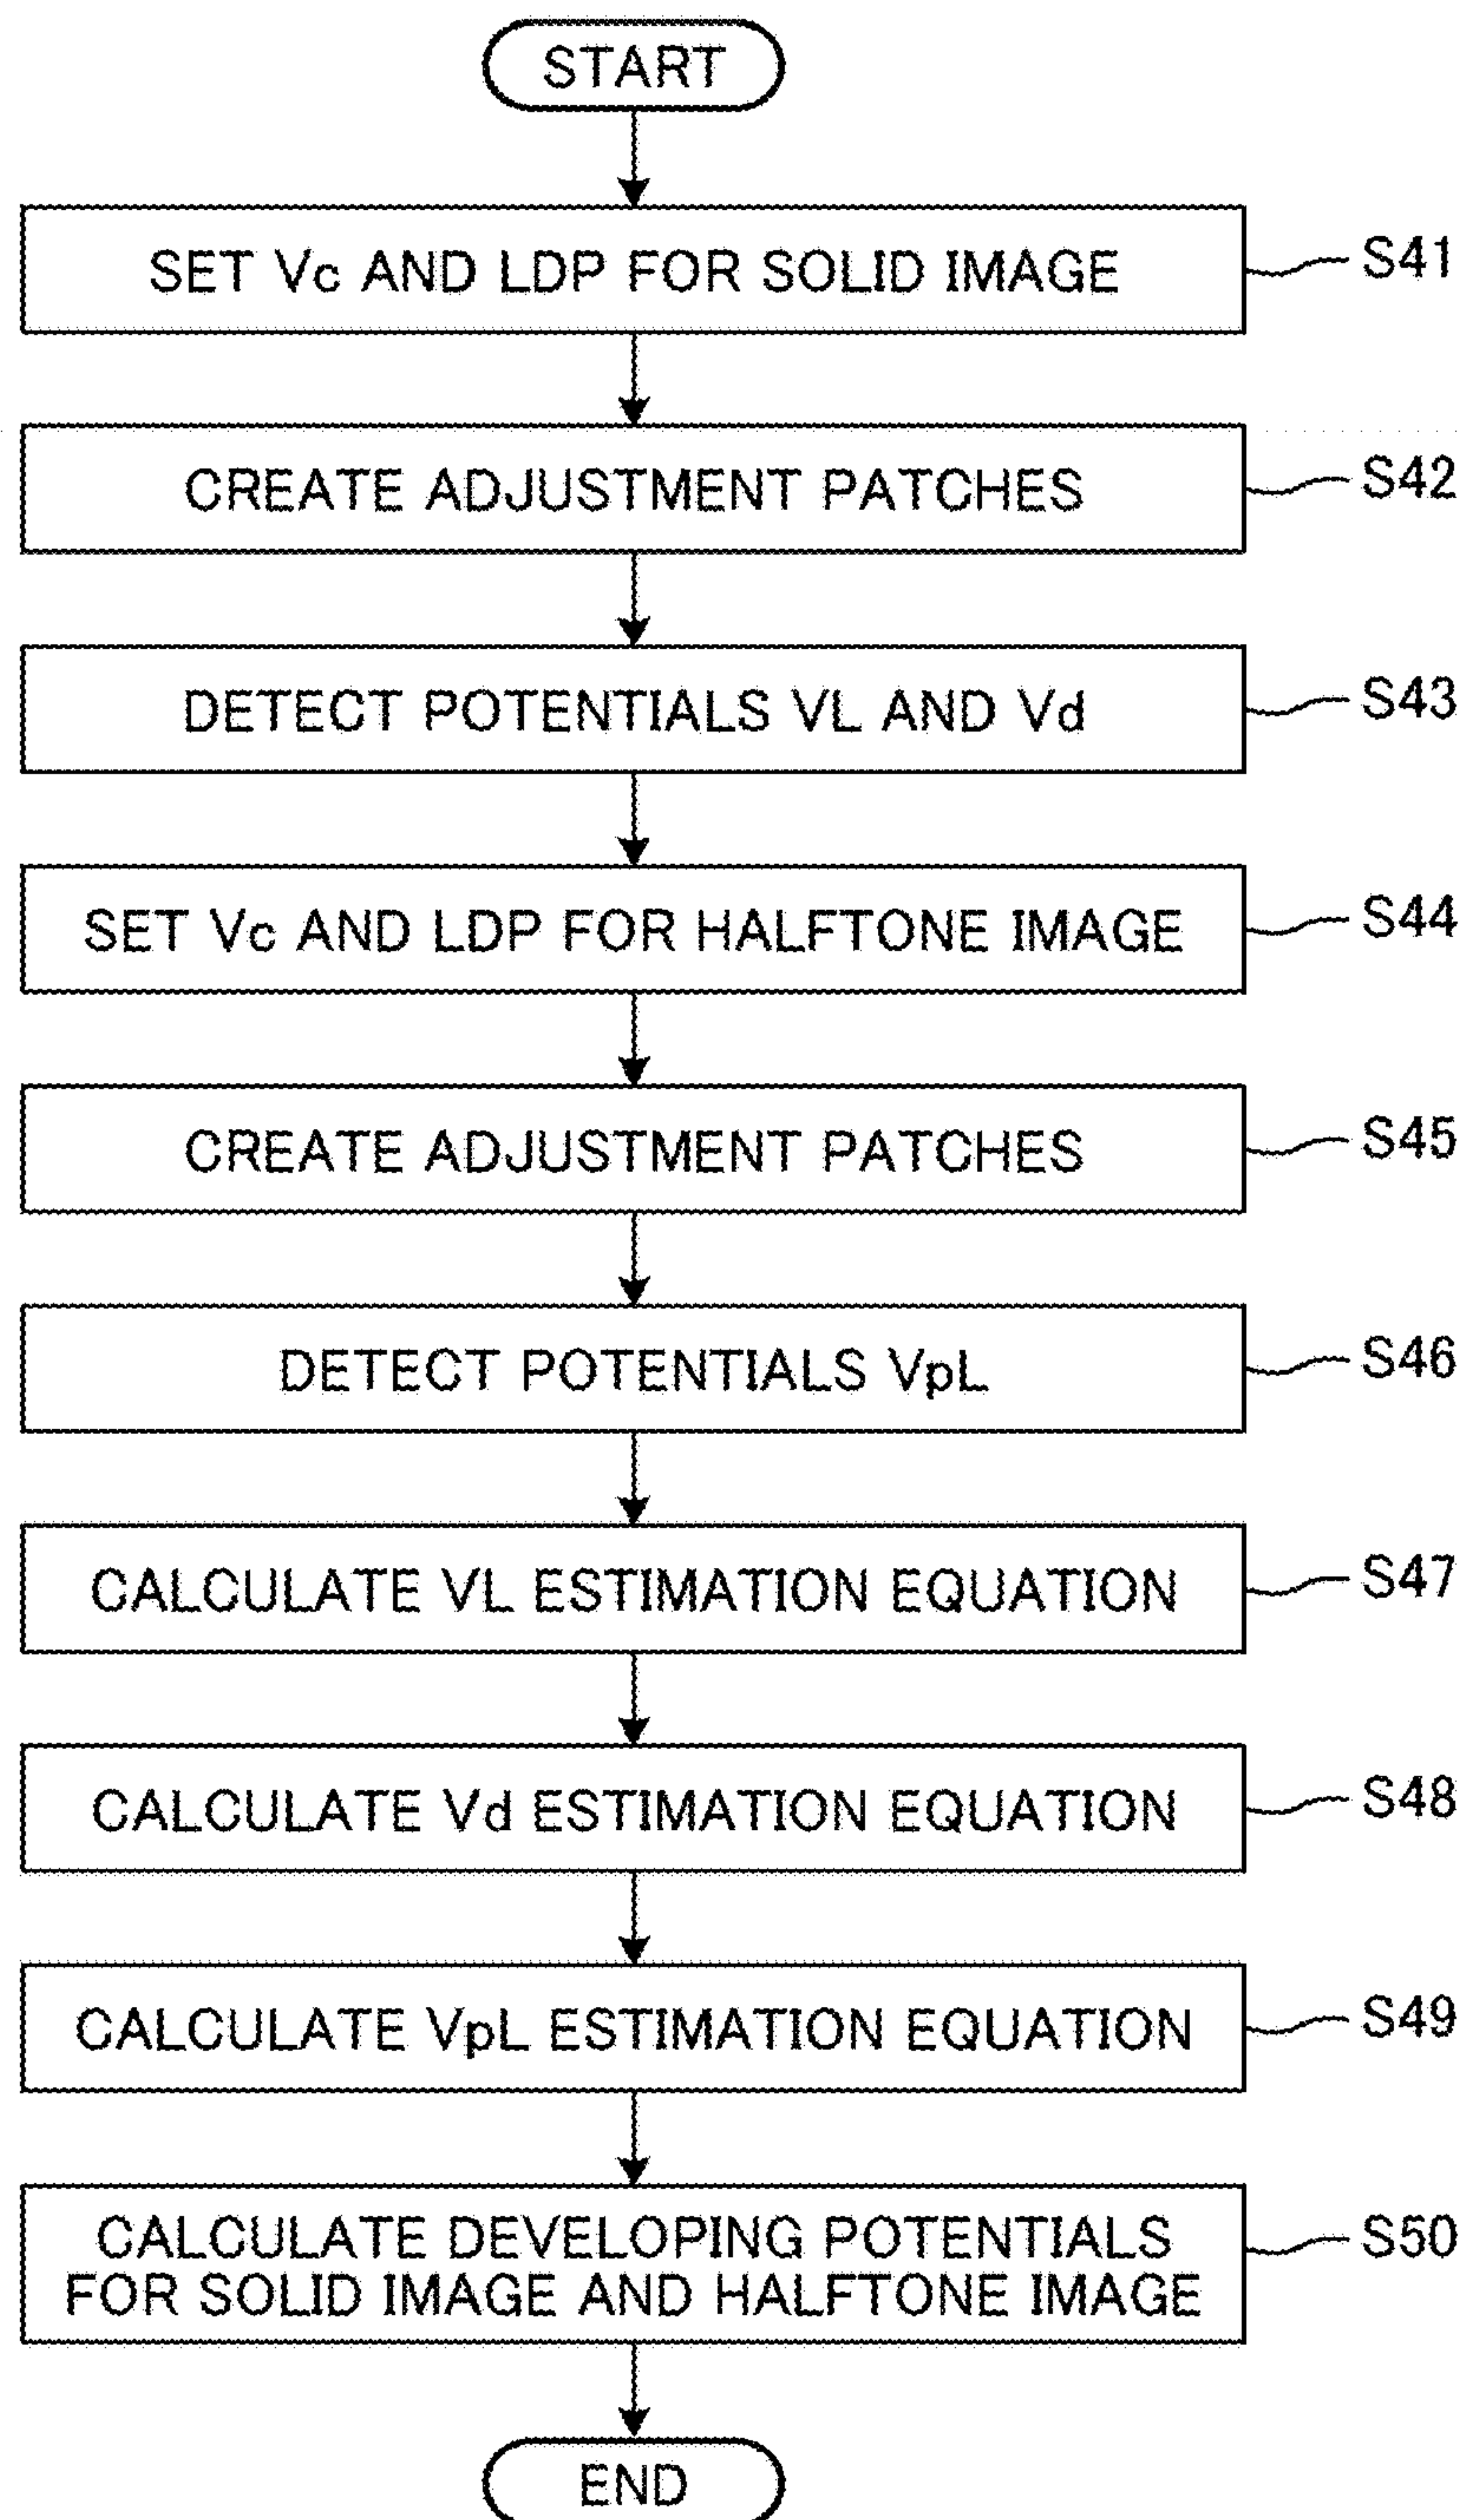 START
SET Vc AND LDP FOR SOLID IMAGE
S41
CREATE ADJUSTMENT PATCHES
S42
DETECT POTENTIALS VL AND Vd
S43
SET Vc AND LDP FOR HALFTONE IMAGE
S44
CREATE ADJUSTMENT PATCHES
S45
DETECT POTENTIALS VpL
S46
CALCULATE VL ESTIMATION EQUATION
S47
CALCULATE Vd ESTIMATION EQUATION
S48
CALCULATE VpL ESTIMATION EQUATION
S49
CALCULATE DEVELOPING POTENTIALS
FOR SOLID IMAGE AND HALFTONE IMAGE
S50
END